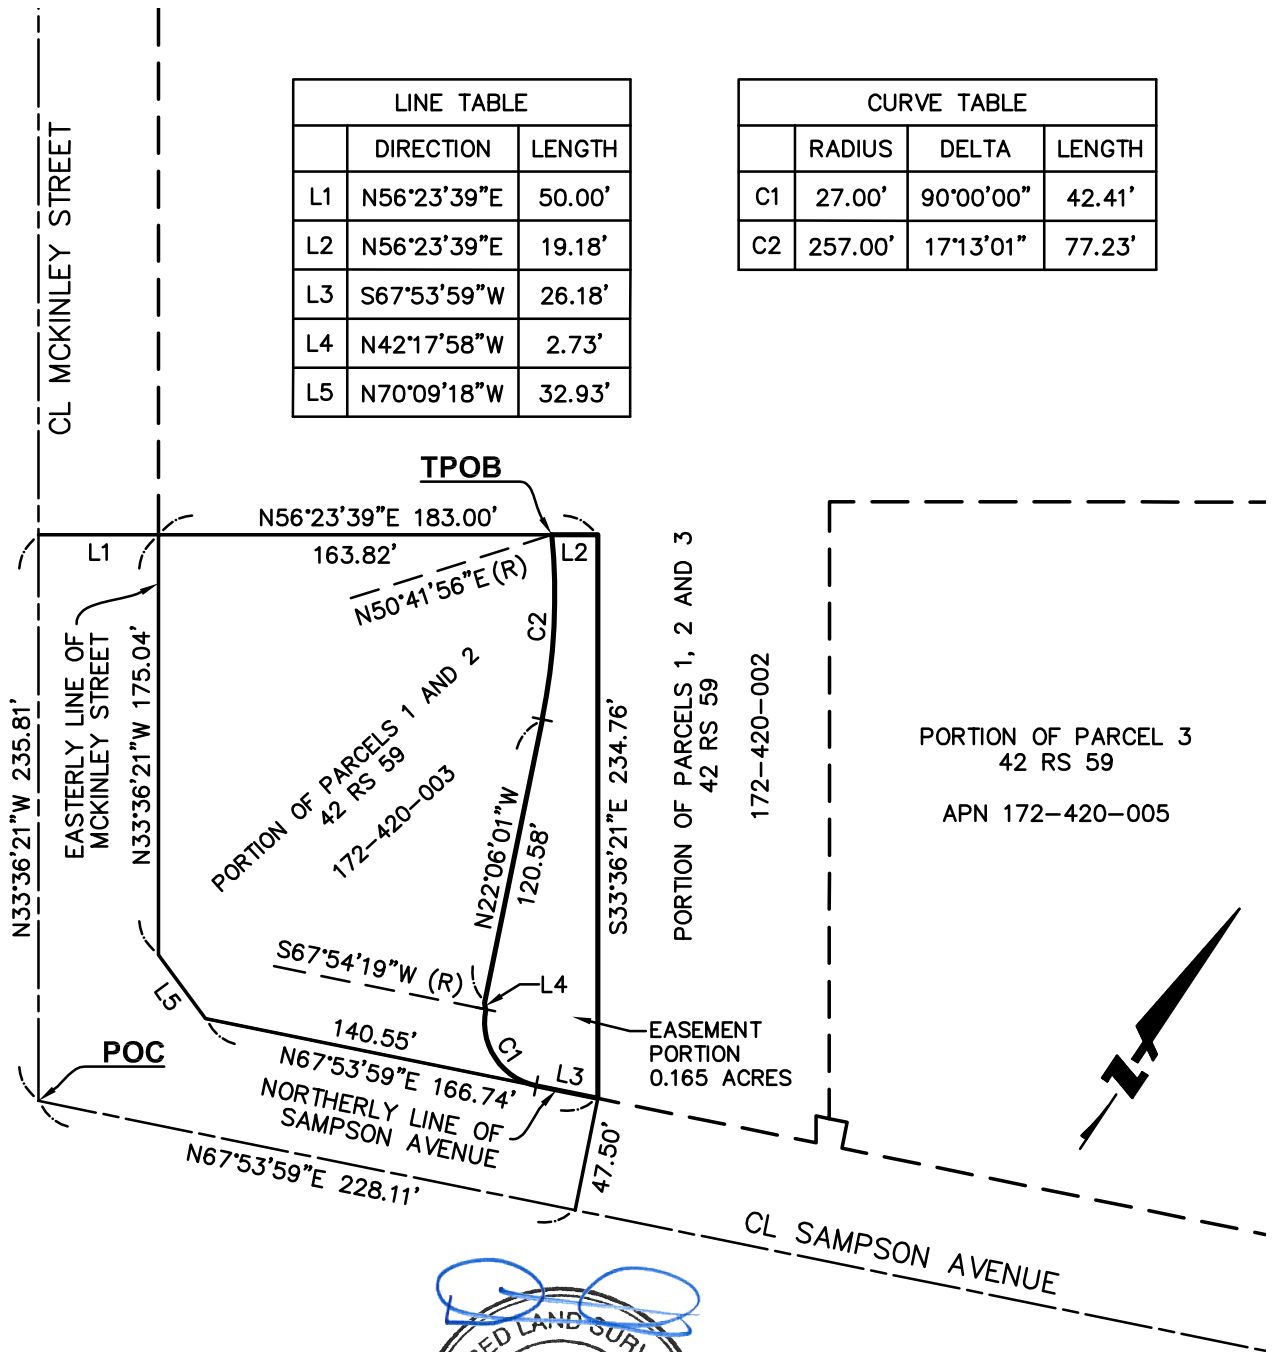 CL MCKINLEY STREET
LINE TABLE
DIRECTION LENGTH
L1 N56°23'39"E 50.00'
L2 N56°23'39"E 19.18'
L3 S67°53'59"W 26.18'
L4 N42°17'58"W 2.73'
L5 N70°09'18"W 32.93'
CURVE TABLE
RADIUS DELTA LENGTH
C1 27.00' 90°00'00" 42.41'
C2 257.00' 17°13'01" 77.23'
TPOB
N56°23'39"E 183.00'
L1
163.82'
L2
N50°41'56"E (R)
C2
EASTERLY LINE OF
MCKINLEY STREET
N33°36'21"W 175.04'
N33°36'21"W 235.81'
PORTION OF PARCELS 1 AND 2
42 RS 59
172-420-003
N22°06'01"W
120.58'
S33°36'21"E 234.76'
PORTION OF PARCELS 1, 2 AND 3
42 RS 59
172-420-002
PORTION OF PARCEL 3
42 RS 59
APN 172-420-005
S67°54'19"W (R)
L4
L5
140.55'
C1
L3
EASEMENT
PORTION
0.165 ACRES
N67°53'59"E 166.74'
POC
NORTHERLY LINE OF
SAMPSON AVENUE
N67°53'59"E 228.11'
47.50'
CL SAMPSON AVENUE
N
LAND